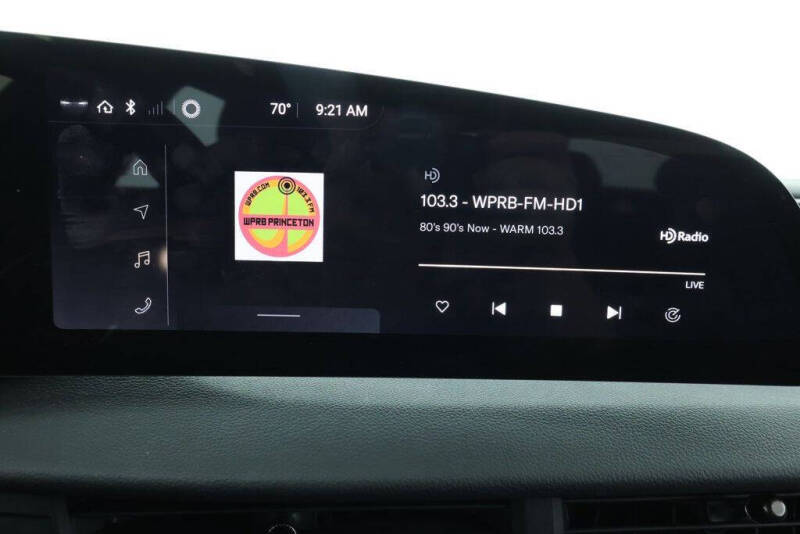 70° 9:21 AM
WPRB.COM 103.3 FM
WPRB PRINCETON
HD
103.3 - WPRB-FM-HD1
80's 90's Now - WARM 103.3
HD Radio
LIVE